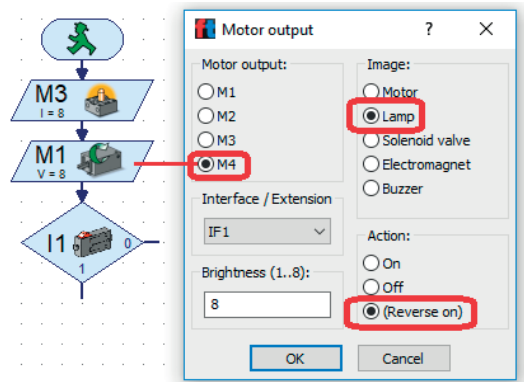 M3
I = 8
M1
V = 8
I1
0
1
ft Motor output ? X
Motor output:
M1
M2
M3
M4
Interface / Extension
IF1
Brightness (1..8):
8
Image:
Motor
Lamp
Solenoid valve
Electromagnet
Buzzer
Action:
On
Off
(Reverse on)
OK Cancel